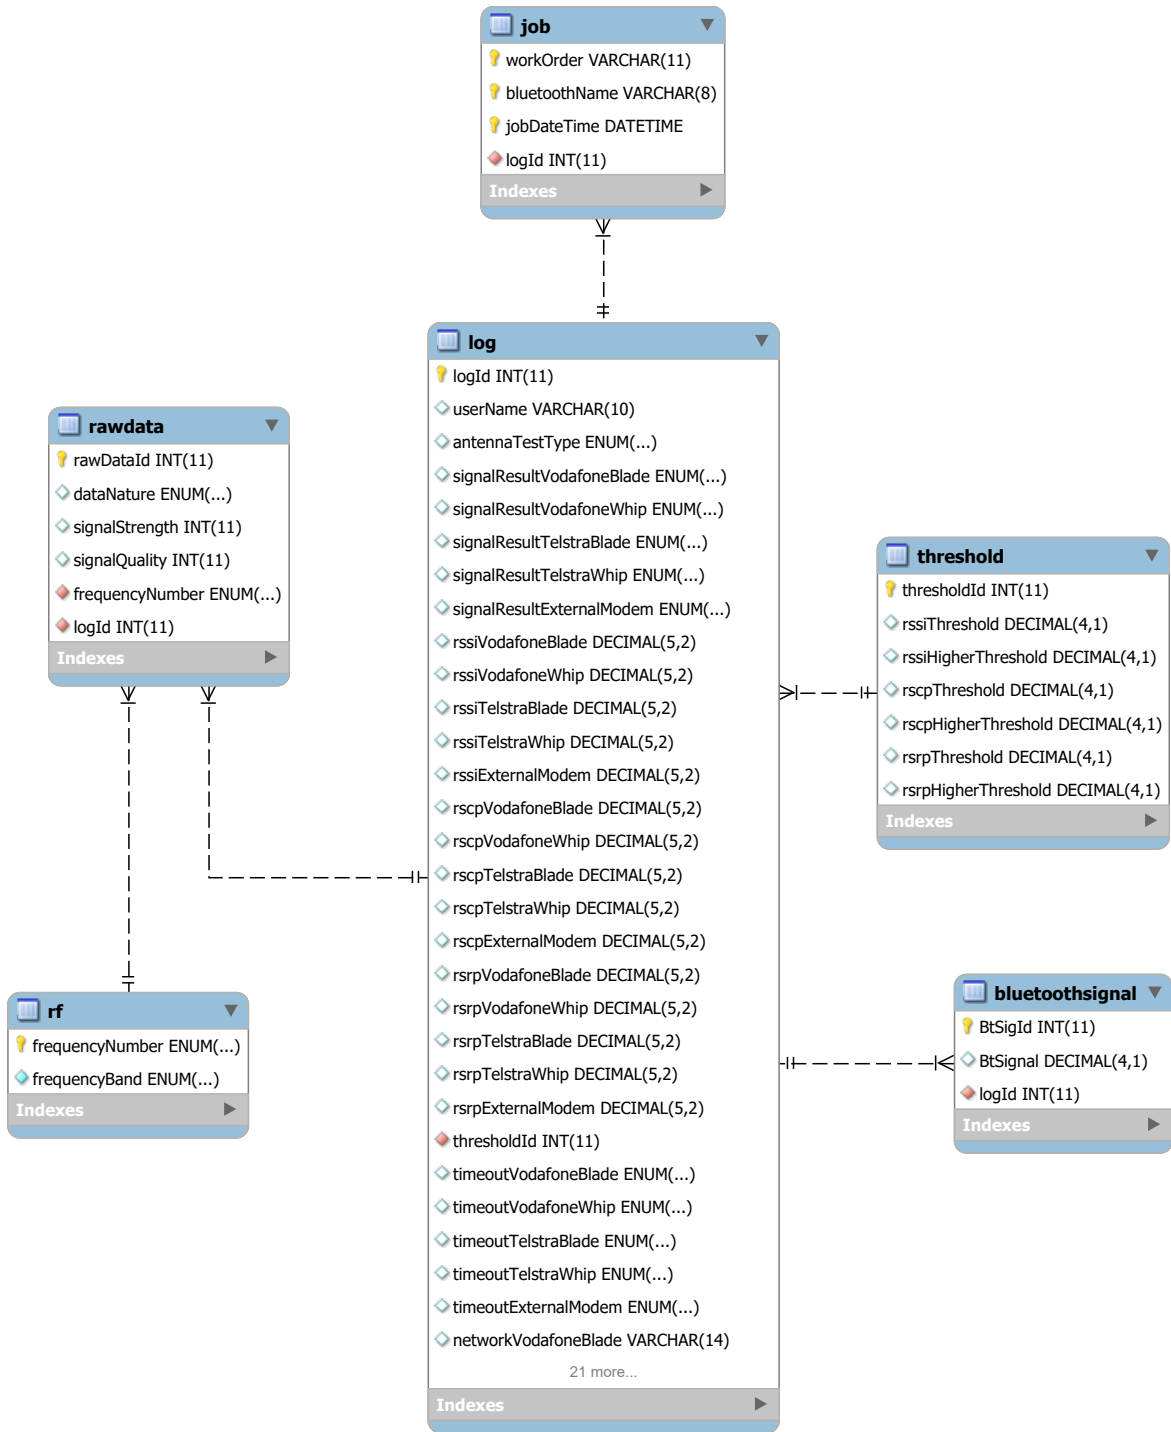 job
workOrder VARCHAR(11)
bluetoothName VARCHAR(8)
jobDateTime DATETIME
logId INT(11)
Indexes
log
logId INT(11)
userName VARCHAR(10)
antennaTestType ENUM(...)
signalResultVodafoneBlade ENUM(...)
signalResultVodafoneWhip ENUM(...)
signalResultTelstraBlade ENUM(...)
signalResultTelstraWhip ENUM(...)
signalResultExternalModem ENUM(...)
rssiVodafoneBlade DECIMAL(5,2)
rssiVodafoneWhip DECIMAL(5,2)
rssiTelstraBlade DECIMAL(5,2)
rssiTelstraWhip DECIMAL(5,2)
rssiExternalModem DECIMAL(5,2)
rscpVodafoneBlade DECIMAL(5,2)
rscpVodafoneWhip DECIMAL(5,2)
rscpTelstraBlade DECIMAL(5,2)
rscpTelstraWhip DECIMAL(5,2)
rscpExternalModem DECIMAL(5,2)
rsrpVodafoneBlade DECIMAL(5,2)
rsrpVodafoneWhip DECIMAL(5,2)
rsrpTelstraBlade DECIMAL(5,2)
rsrpTelstraWhip DECIMAL(5,2)
rsrpExternalModem DECIMAL(5,2)
thresholdId INT(11)
timeoutVodafoneBlade ENUM(...)
timeoutVodafoneWhip ENUM(...)
timeoutTelstraBlade ENUM(...)
timeoutTelstraWhip ENUM(...)
timeoutExternalModem ENUM(...)
networkVodafoneBlade VARCHAR(14)
21 more...
Indexes
rawdata
rawDataId INT(11)
dataNature ENUM(...)
signalStrength INT(11)
signalQuality INT(11)
frequencyNumber ENUM(...)
logId INT(11)
Indexes
threshold
thresholdId INT(11)
rssiThreshold DECIMAL(4,1)
rssiHigherThreshold DECIMAL(4,1)
rscpThreshold DECIMAL(4,1)
rscpHigherThreshold DECIMAL(4,1)
rsrpThreshold DECIMAL(4,1)
rsrpHigherThreshold DECIMAL(4,1)
Indexes
rf
frequencyNumber ENUM(...)
frequencyBand ENUM(...)
Indexes
bluetoothsignal
BtSigId INT(11)
BtSignal DECIMAL(4,1)
logId INT(11)
Indexes